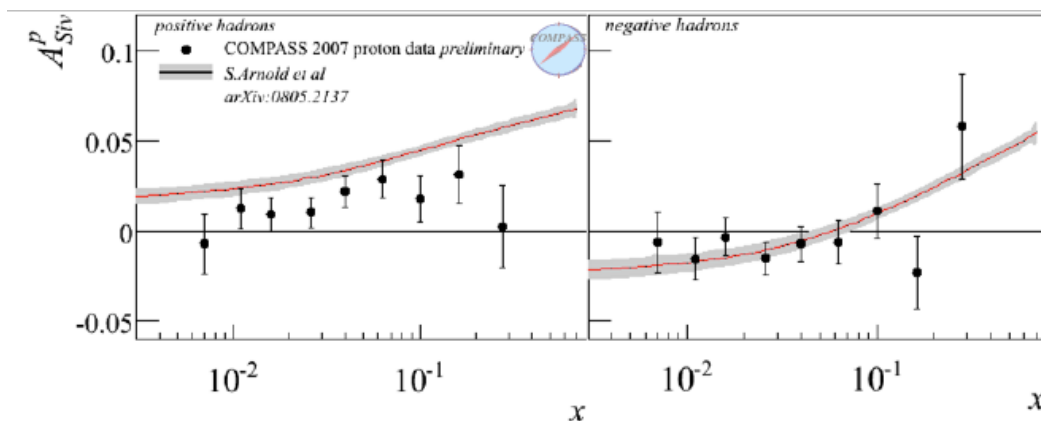 positive hadrons
COMPASS 2007 proton data preliminary
S.Arnold et al
arXiv:0805.2137
COMPASS
negative hadrons
A^p_Siv
0.1
0.05
0
-0.05
10^-2
10^-1
x
10^-2
10^-1
x